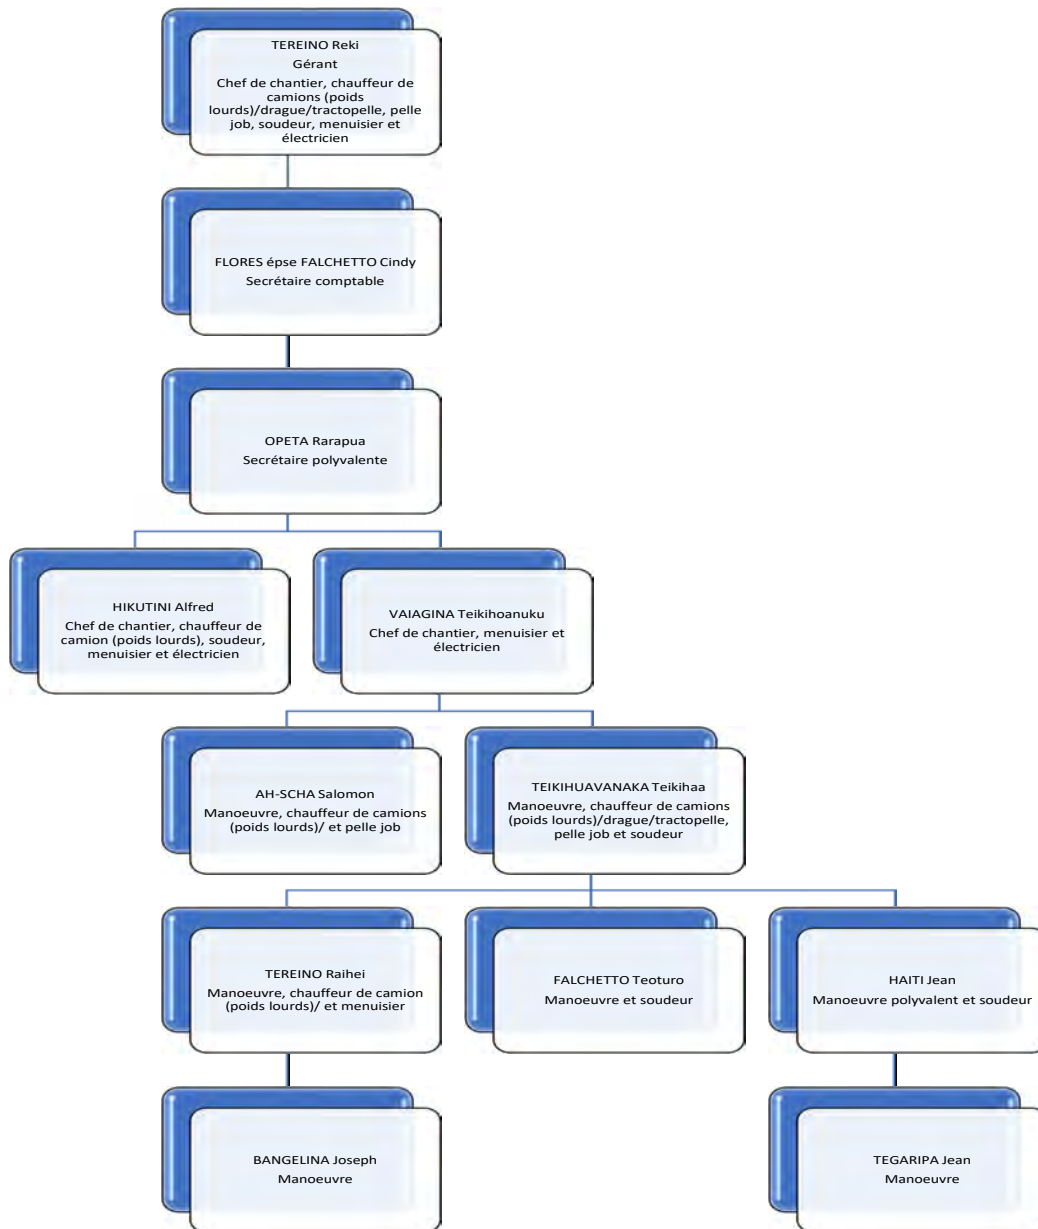 TEREINO Reki
Gérant
Chef de chantier, chauffeur de
camions (poids
lourds)/drague/tractopelle, pelle
job, soudeur, menuisier et
électricien
FLORES épse FALCHETTO Cindy
Secrétaire comptable
OPETA Rarapua
Secrétaire polyvalente
HIKUTINI Alfred
Chef de chantier, chauffeur de
camion (poids lourds), soudeur,
menuisier et électricien
VAIAGINA Teikihoanuku
Chef de chantier, menuisier et
électricien
AH-SCHA Salomon
Manoeuvre, chauffeur de camions
(poids lourds)/ et pelle job
TEIKIHUAVANAKA Teikihaa
Manoeuvre, chauffeur de camions
(poids lourds)/drague/tractopelle,
pelle job et soudeur
TEREINO Raihei
Manoeuvre, chauffeur de camion
(poids lourds)/ et menuisier
FALCHETTO Teoturo
Manoeuvre et soudeur
HAITI Jean
Manoeuvre polyvalent et soudeur
BANGELINA Joseph
Manoeuvre
TEGARIPA Jean
Manoeuvre